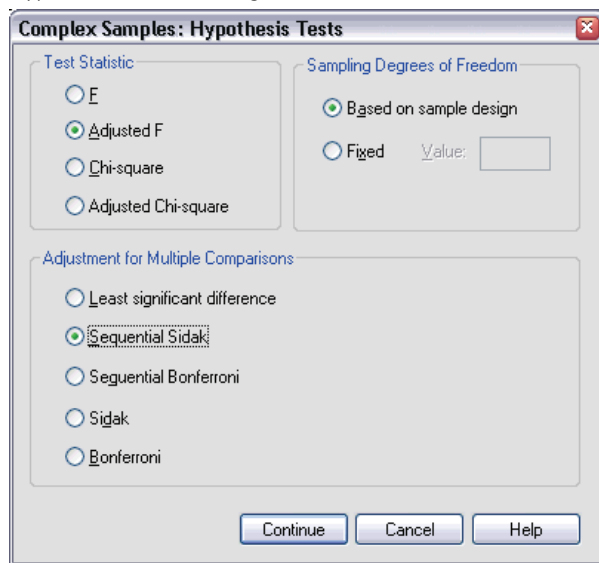 Complex Samples: Hypothesis Tests
Test Statistic
F
Adjusted F
Chi-square
Adjusted Chi-square
Sampling Degrees of Freedom
Based on sample design
Fixed Value:
Adjustment for Multiple Comparisons
Least significant difference
Sequential Sidak
Sequential Bonferroni
Sidak
Bonferroni
Continue Cancel Help